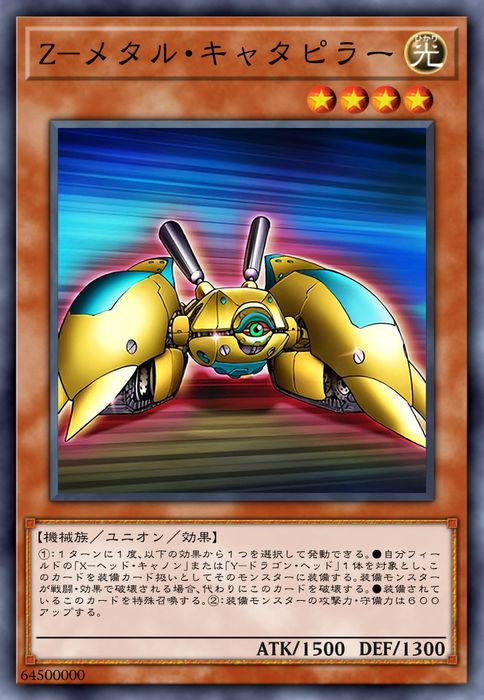 Z－メタル・キャタピラー
ひかり
光
【機械族／ユニオン／効果】
①：１ターンに１度、以下の効果から１つを選択して発動できる。●自分フィー
ルドの「X－ヘッド・キャノン」または「Y－ドラゴン・ヘッド」１体を対象とし、こ
のカードを装備カード扱いとしてそのモンスターに装備する。装備モンスター
が戦闘・効果で破壊される場合、代わりにこのカードを破壊する。●装備されて
いるこのカードを特殊召喚する。②：装備モンスターの攻撃力・守備力は６００
アップする。
ATK/1500 DEF/1300
64500000